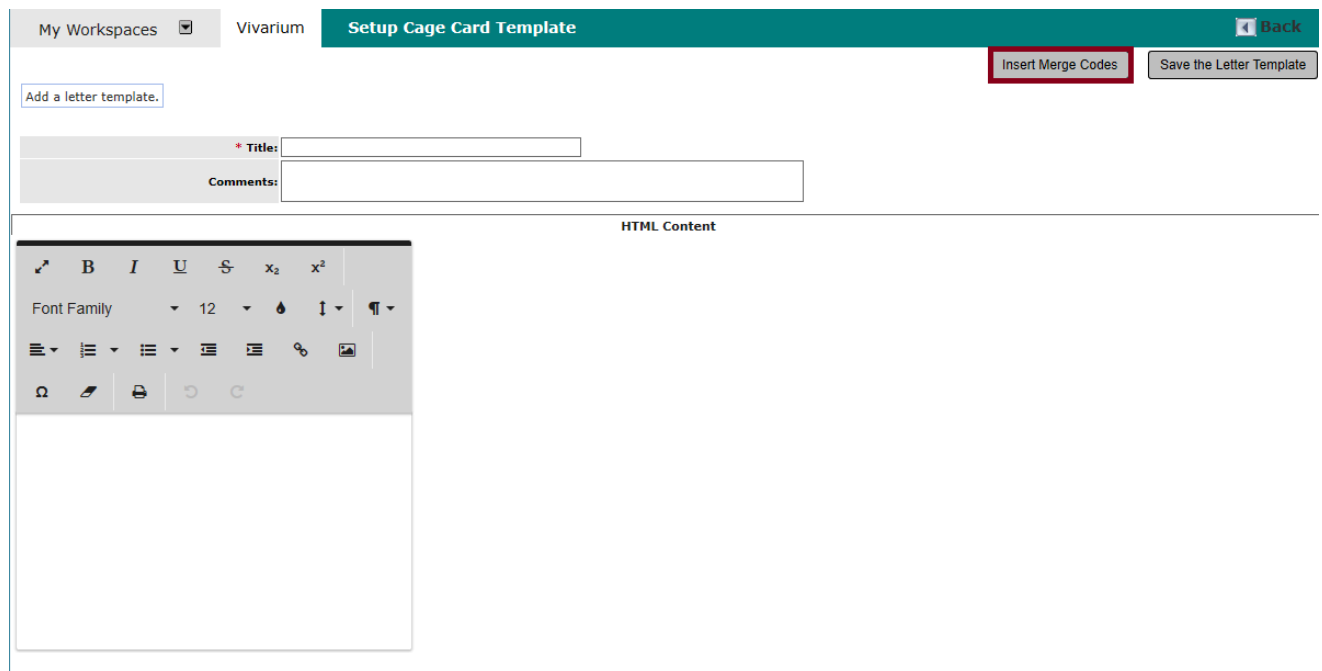 My Workspaces Vivarium Setup Cage Card Template Back
Insert Merge Codes Save the Letter Template
Add a letter template.
* Title:
Comments:
HTML Content
B I U S x₂ x²
Font Family 12 ¶
Ω